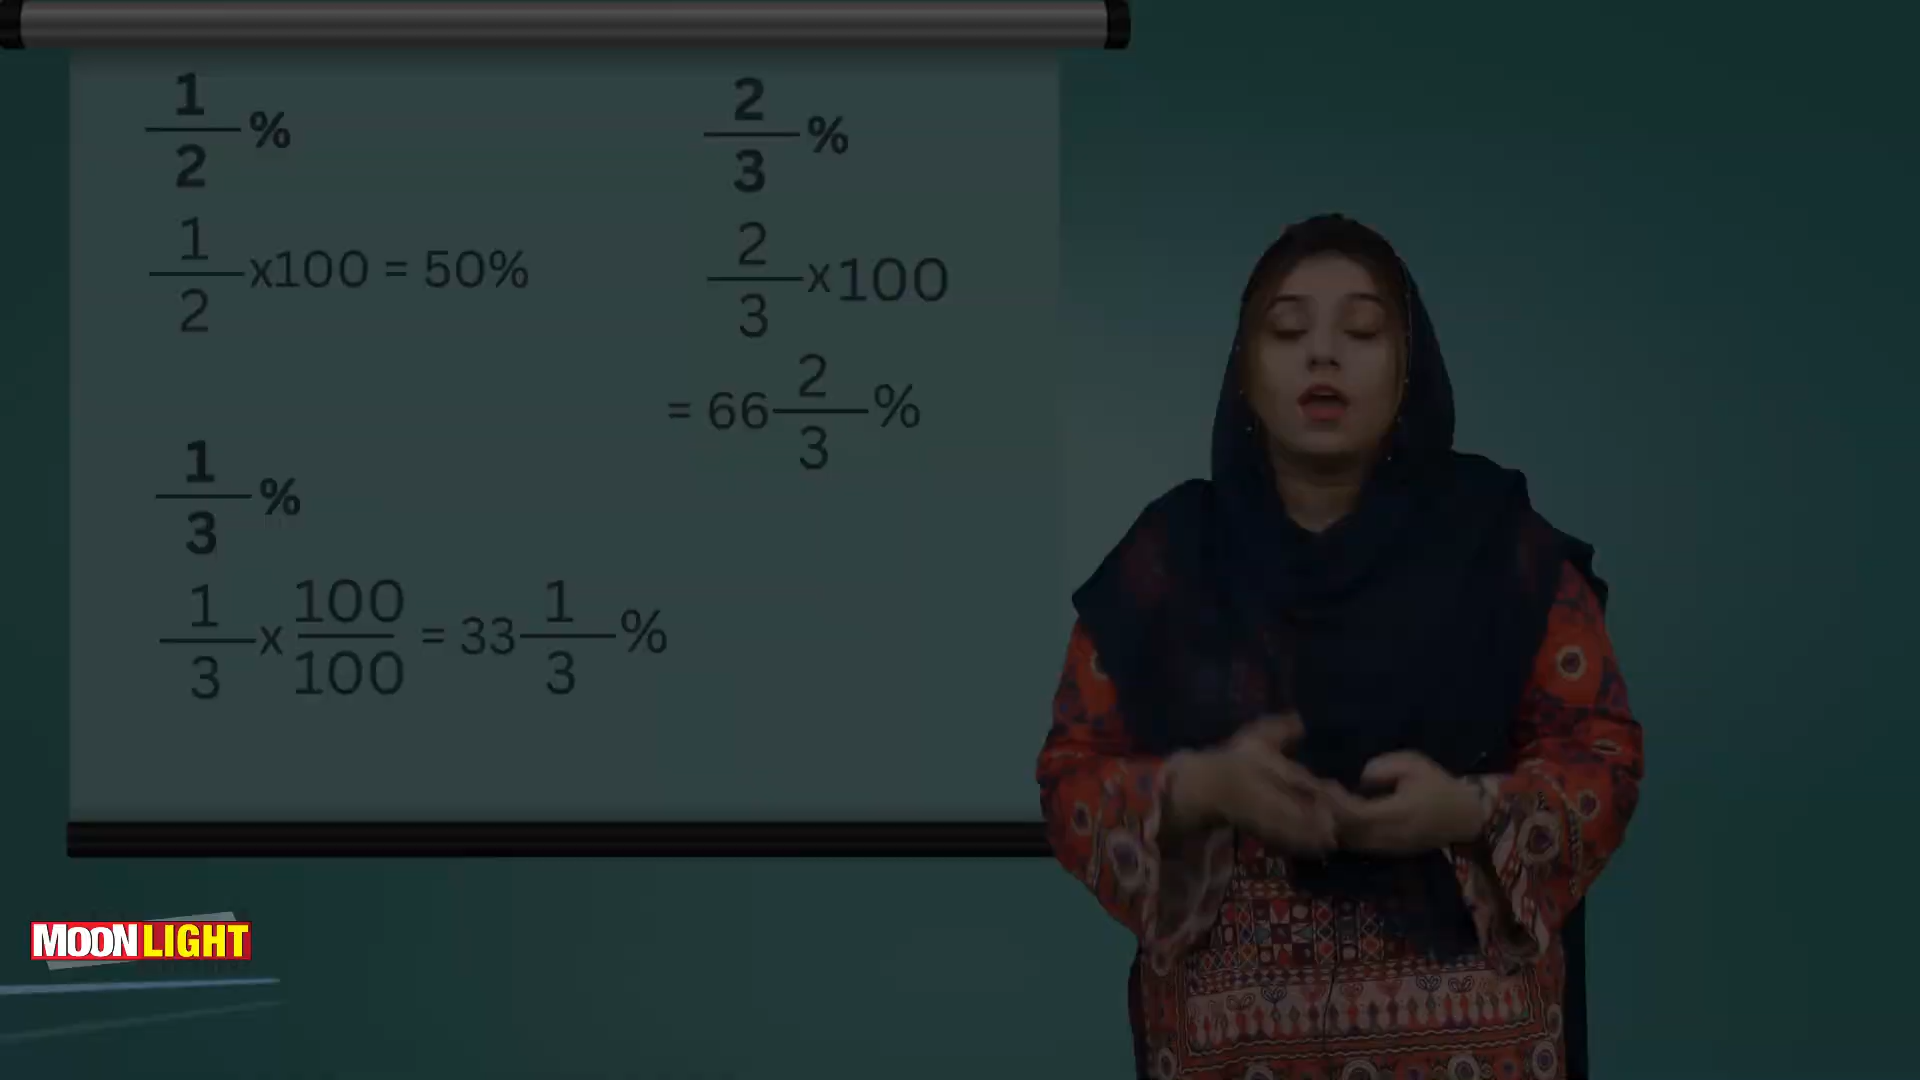 1/2 %
1/2 x100 = 50%
1/3 %
1/3 x 100/100 = 33 1/3 %
2/3 %
2/3 x100
= 66 2/3 %
MOONLIGHT